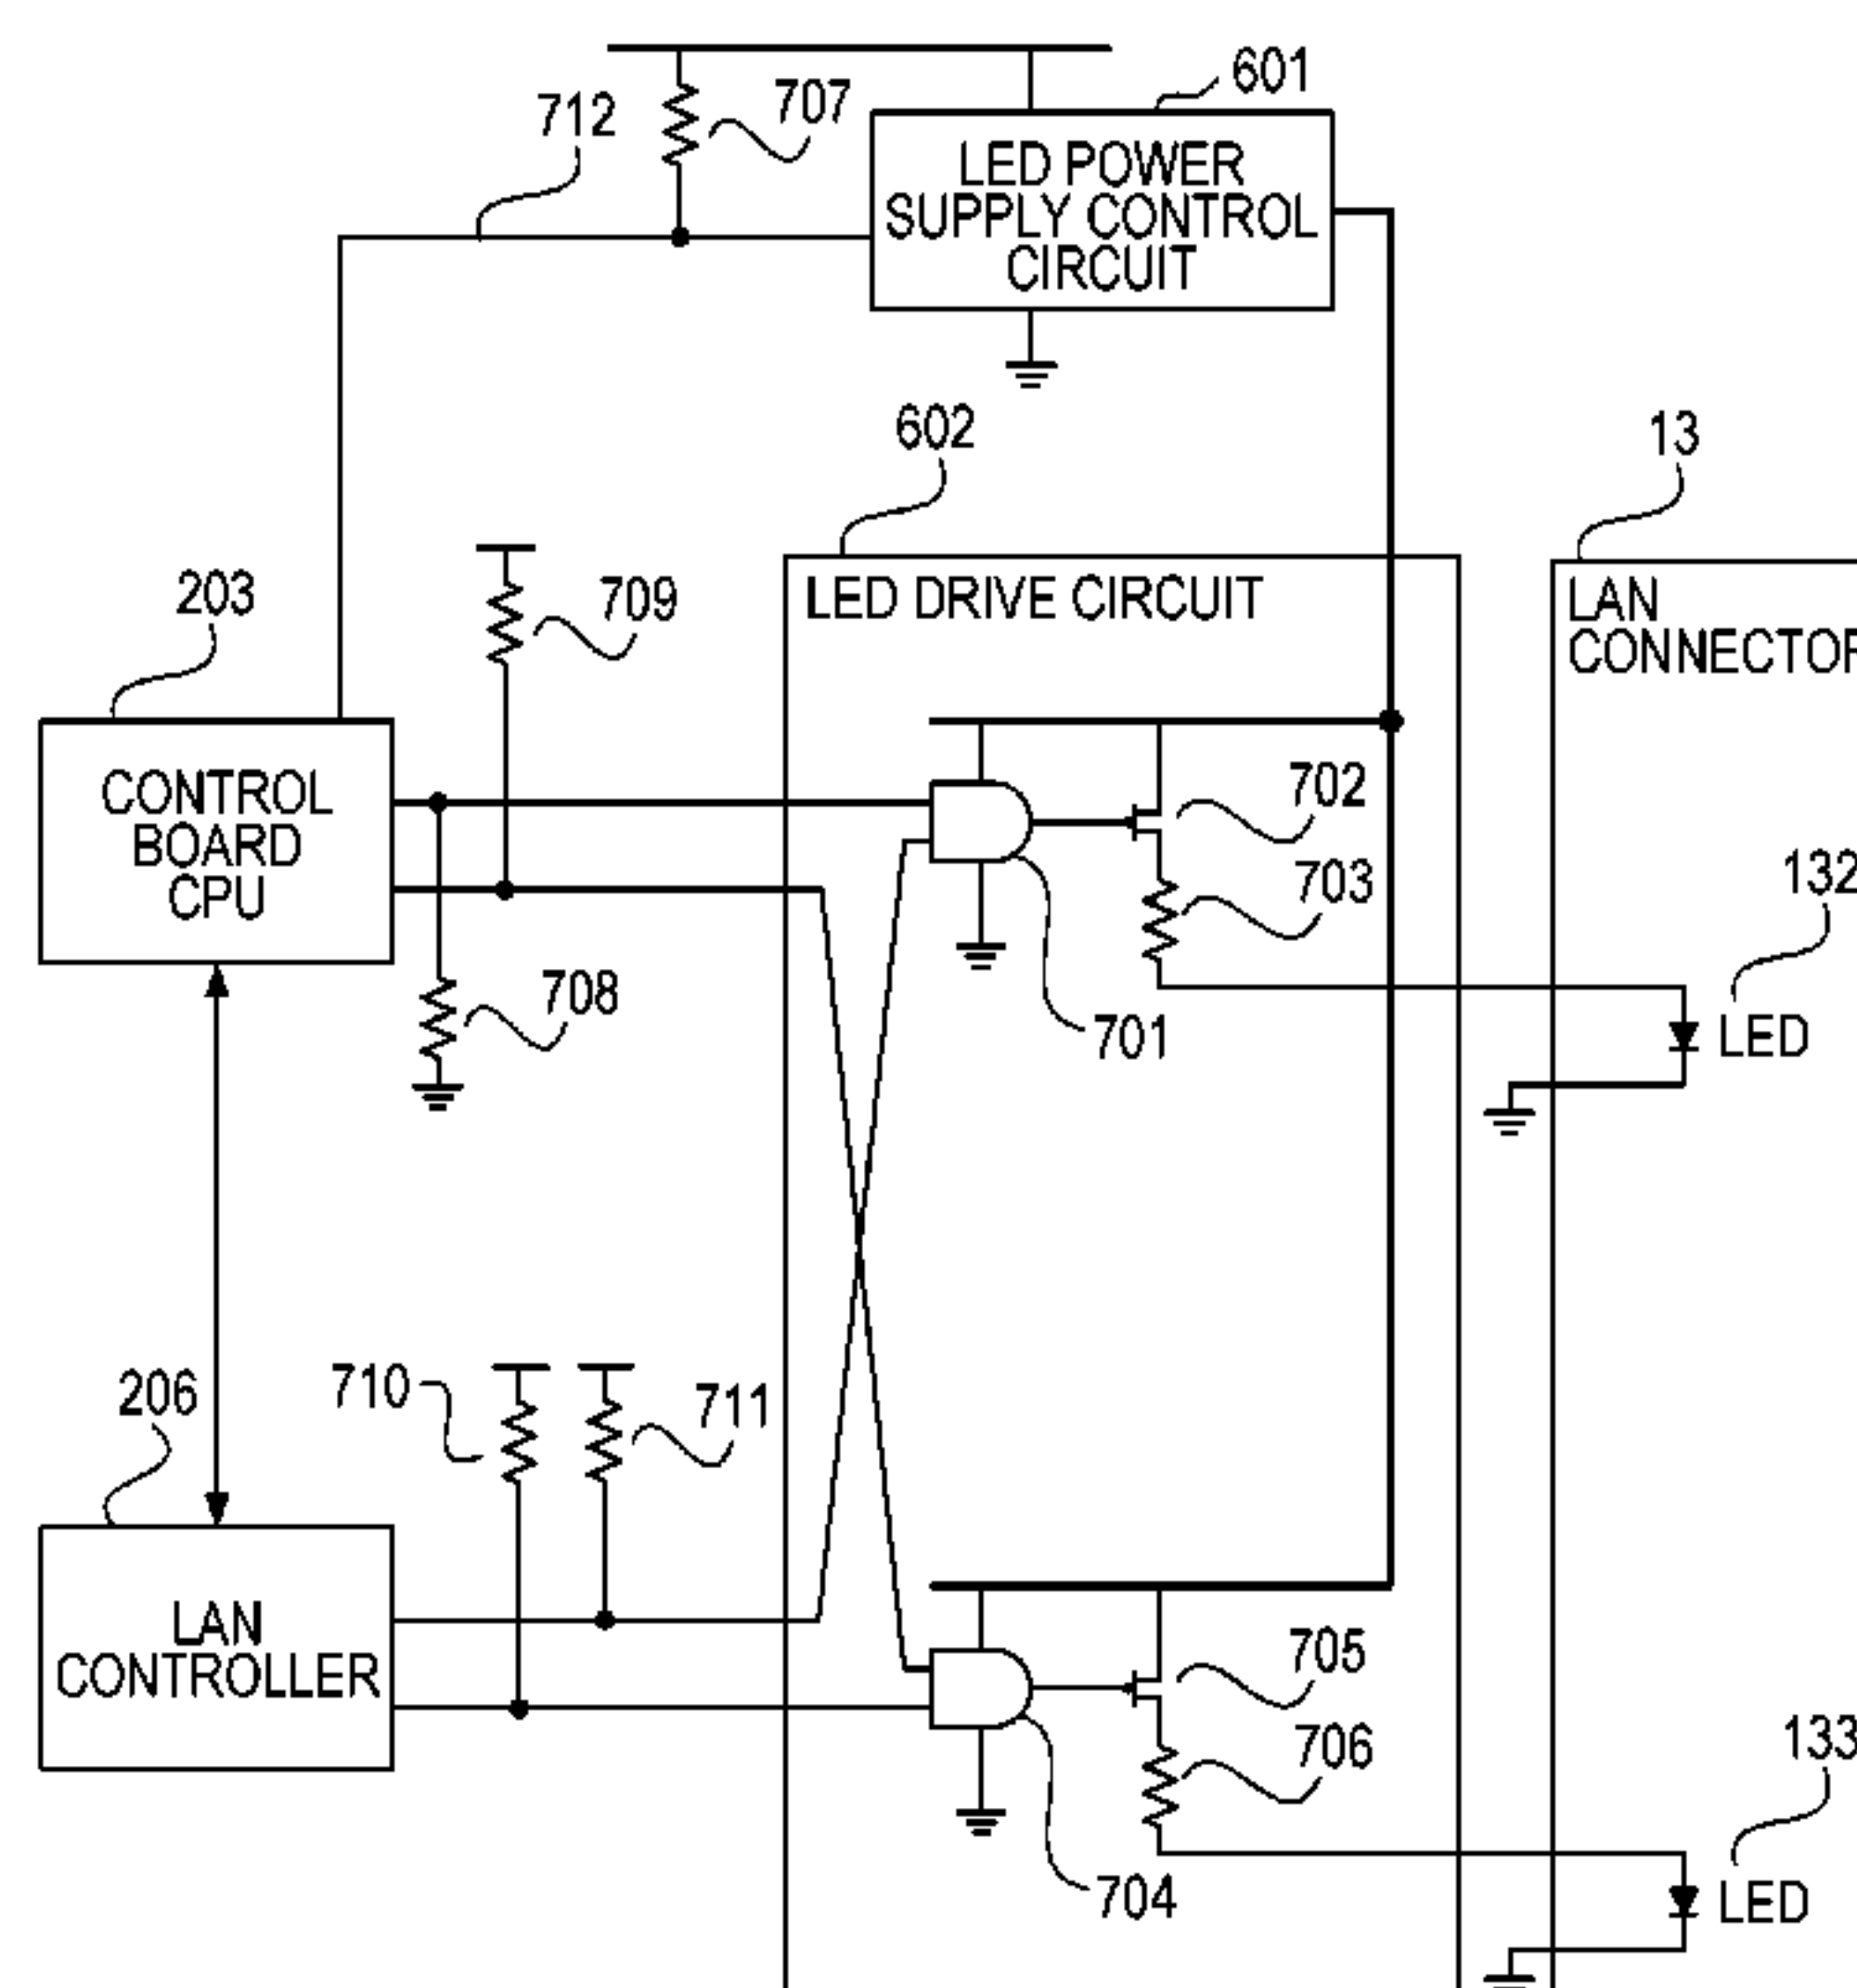 601
707
712
LED POWER
SUPPLY CONTROL
CIRCUIT
602
13
709
203
LED DRIVE CIRCUIT
LAN
CONNECTOR
CONTROL
BOARD
CPU
702
703
132
708
701
LED
710
711
206
LAN
CONTROLLER
705
706
133
704
LED